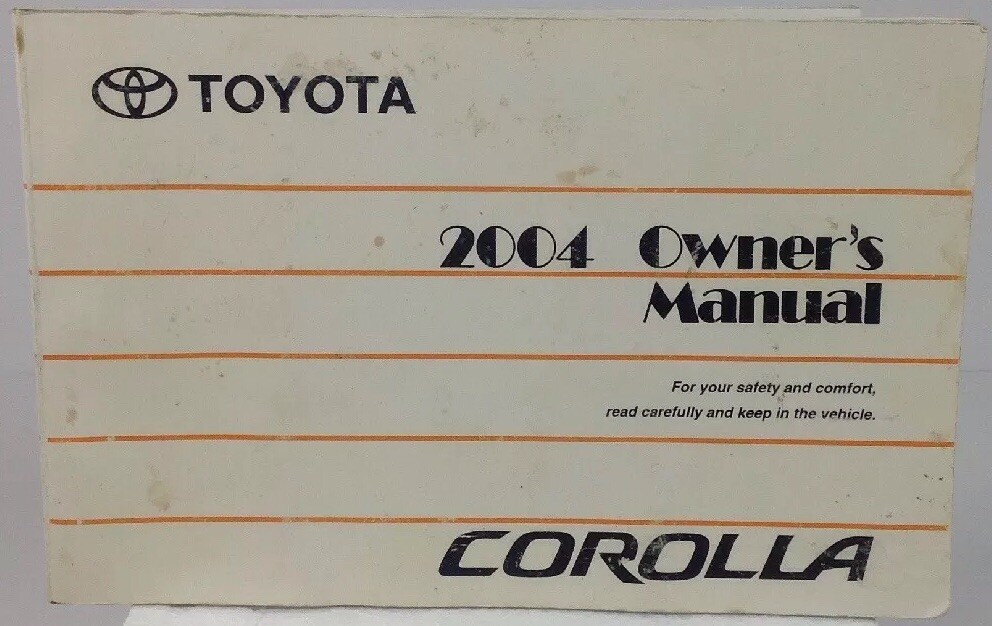 TOYOTA
2004 Owner's
Manual
For your safety and comfort,
read carefully and keep in the vehicle.
COROLLA